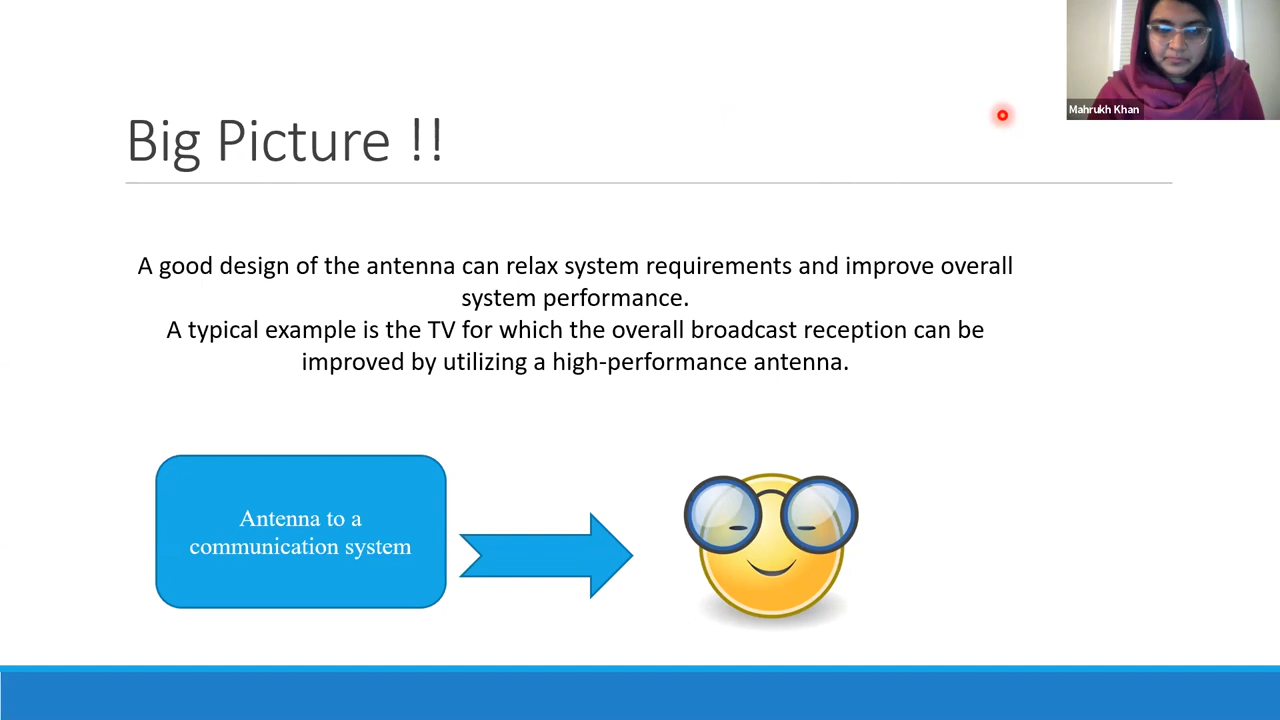 Mahrukh Khan
Big Picture !!
A good design of the antenna can relax system requirements and improve overall
system performance.
A typical example is the TV for which the overall broadcast reception can be
improved by utilizing a high-performance antenna.
Antenna to a
communication system